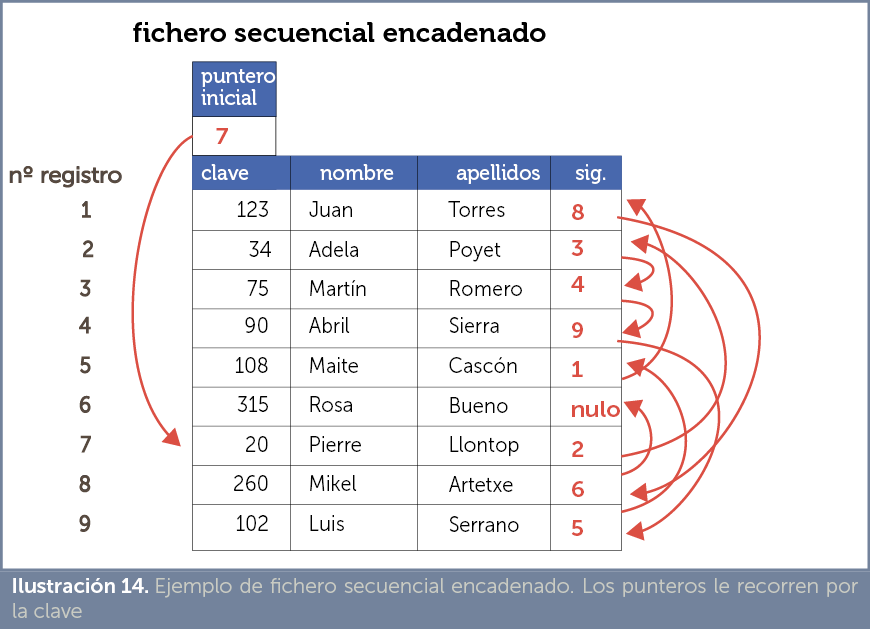 fichero secuencial encadenado
puntero
inicial
7
nº registro clave nombre apellidos sig.
1 123 Juan Torres 8
2 34 Adela Poyet 3
3 75 Martín Romero 4
4 90 Abril Sierra 9
5 108 Maite Cascón 1
6 315 Rosa Bueno nulo
7 20 Pierre Llontop 2
8 260 Mikel Artetxe 6
9 102 Luis Serrano 5
Ilustración 14. Ejemplo de fichero secuencial encadenado. Los punteros le recorren por
la clave